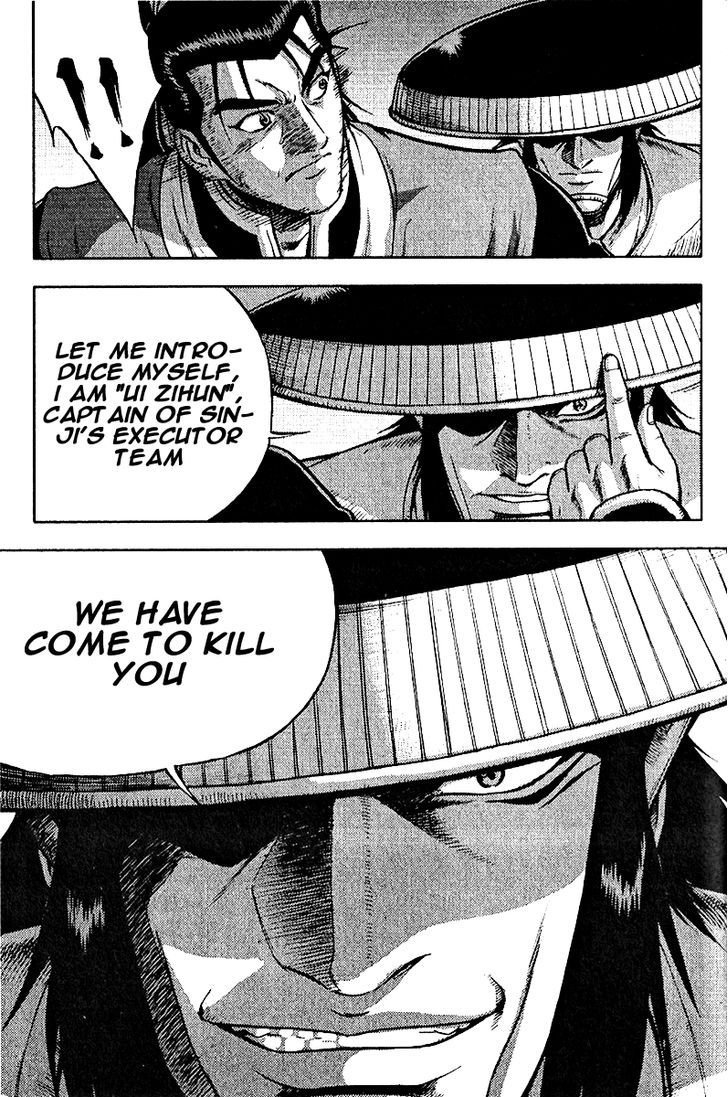 !!
LET ME INTRO-
DUCE MYSELF,
I AM "UI ZIHUN",
CAPTAIN OF SIN-
JI'S EXECUTOR
TEAM
WE HAVE
COME TO KILL
YOU